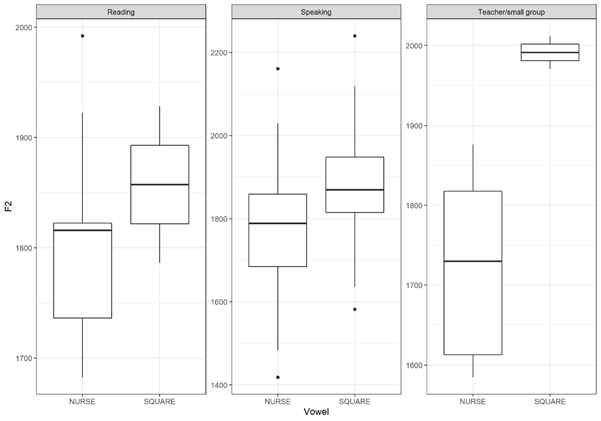 Reading
Speaking
Teacher/small group
F2
2000
1900
1800
1700
2200
2000
1800
1600
1400
2000
1900
1800
1700
1600
NURSE SQUARE
NURSE SQUARE
NURSE SQUARE
Vowel